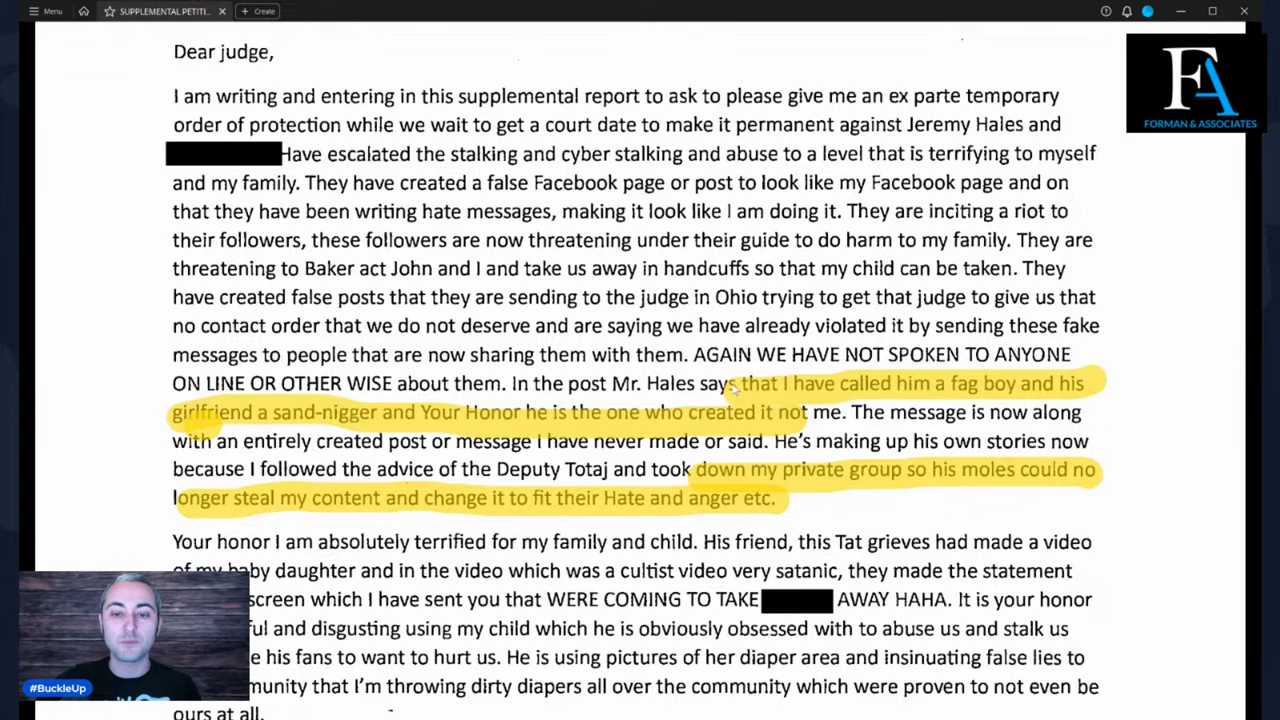 Menu
SUPPLEMENTAL PETITI...
Create
Dear judge,
I am writing and entering in this supplemental report to ask to please give me an ex parte temporary
order of protection while we wait to get a court date to make it permanent against Jeremy Hales and
Have escalated the stalking and cyber stalking and abuse to a level that is terrifying to myself
and my family. They have created a false Facebook page or post to look like my Facebook page and on
that they have been writing hate messages, making it look like I am doing it. They are inciting a riot to
their followers, these followers are now threatening under their guide to do harm to my family. They are
threatening to Baker act John and I and take us away in handcuffs so that my child can be taken. They
have created false posts that they are sending to the judge in Ohio trying to get that judge to give us that
no contact order that we do not deserve and are saying we have already violated it by sending these fake
messages to people that are now sharing them with them. AGAIN WE HAVE NOT SPOKEN TO ANYONE
ON LINE OR OTHER WISE about them. In the post Mr. Hales says that I have called him a fag boy and his
girlfriend a sand-nigger and Your Honor he is the one who created it not me. The message is now along
with an entirely created post or message I have never made or said. He's making up his own stories now
because I followed the advice of the Deputy Totaj and took down my private group so his moles could no
longer steal my content and change it to fit their Hate and anger etc.
Your honor I am absolutely terrified for my family and child. His friend, this Tat grieves had made a video
of my baby daughter and in the video which was a cultist video very satanic, they made the statement
screen which I have sent you that WERE COMING TO TAKE AWAY HAHA. It is your honor
ful and disgusting using my child which he is obviously obsessed with to abuse us and stalk us
e his fans to want to hurt us. He is using pictures of her diaper area and insinuating false lies to
munity that I'm throwing dirty diapers all over the community which were proven to not even be
ours at all.
FA
FORMAN & ASSOCIATES
#BuckleUp